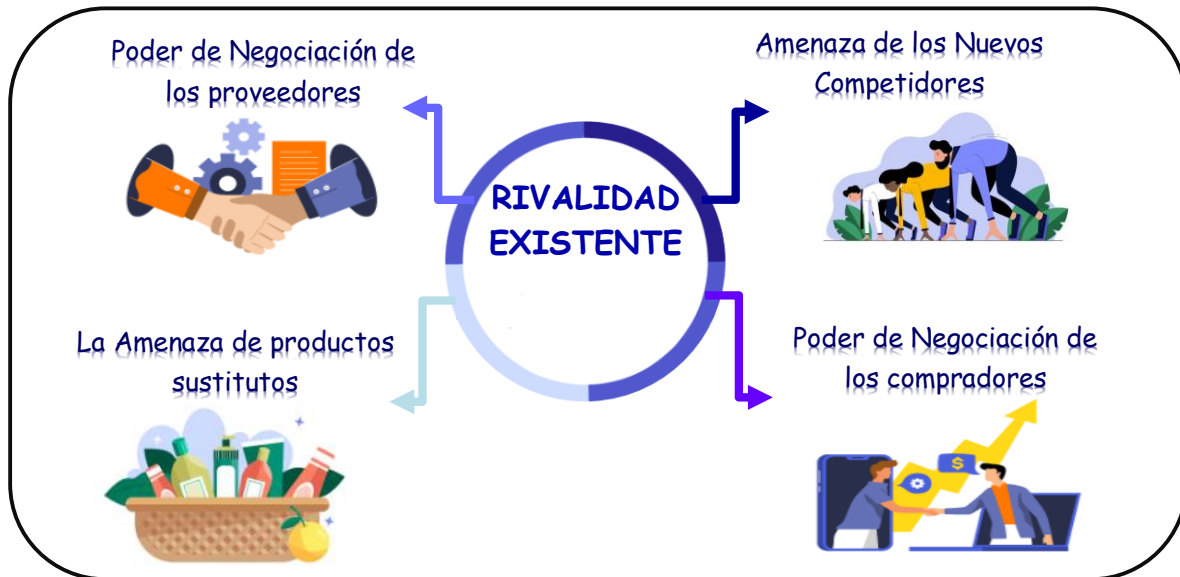 Poder de Negociación de
los proveedores
Amenaza de los Nuevos
Competidores
RIVALIDAD
EXISTENTE
La Amenaza de productos
sustitutos
Poder de Negociación de
los compradores
$